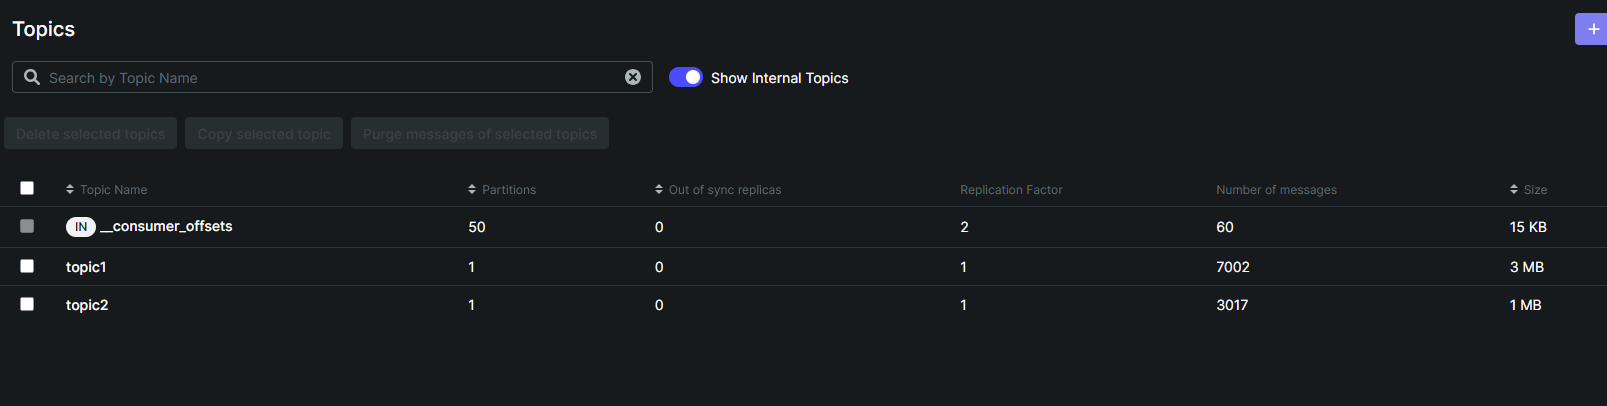 Topics
+
Search by Topic Name
Show Internal Topics
Delete selected topics Copy selected topic Purge messages of selected topics
Topic Name Partitions Out of sync replicas Replication Factor Number of messages Size
IN __consumer_offsets 50 0 2 60 15 KB
topic1 1 0 1 7002 3 MB
topic2 1 0 1 3017 1 MB